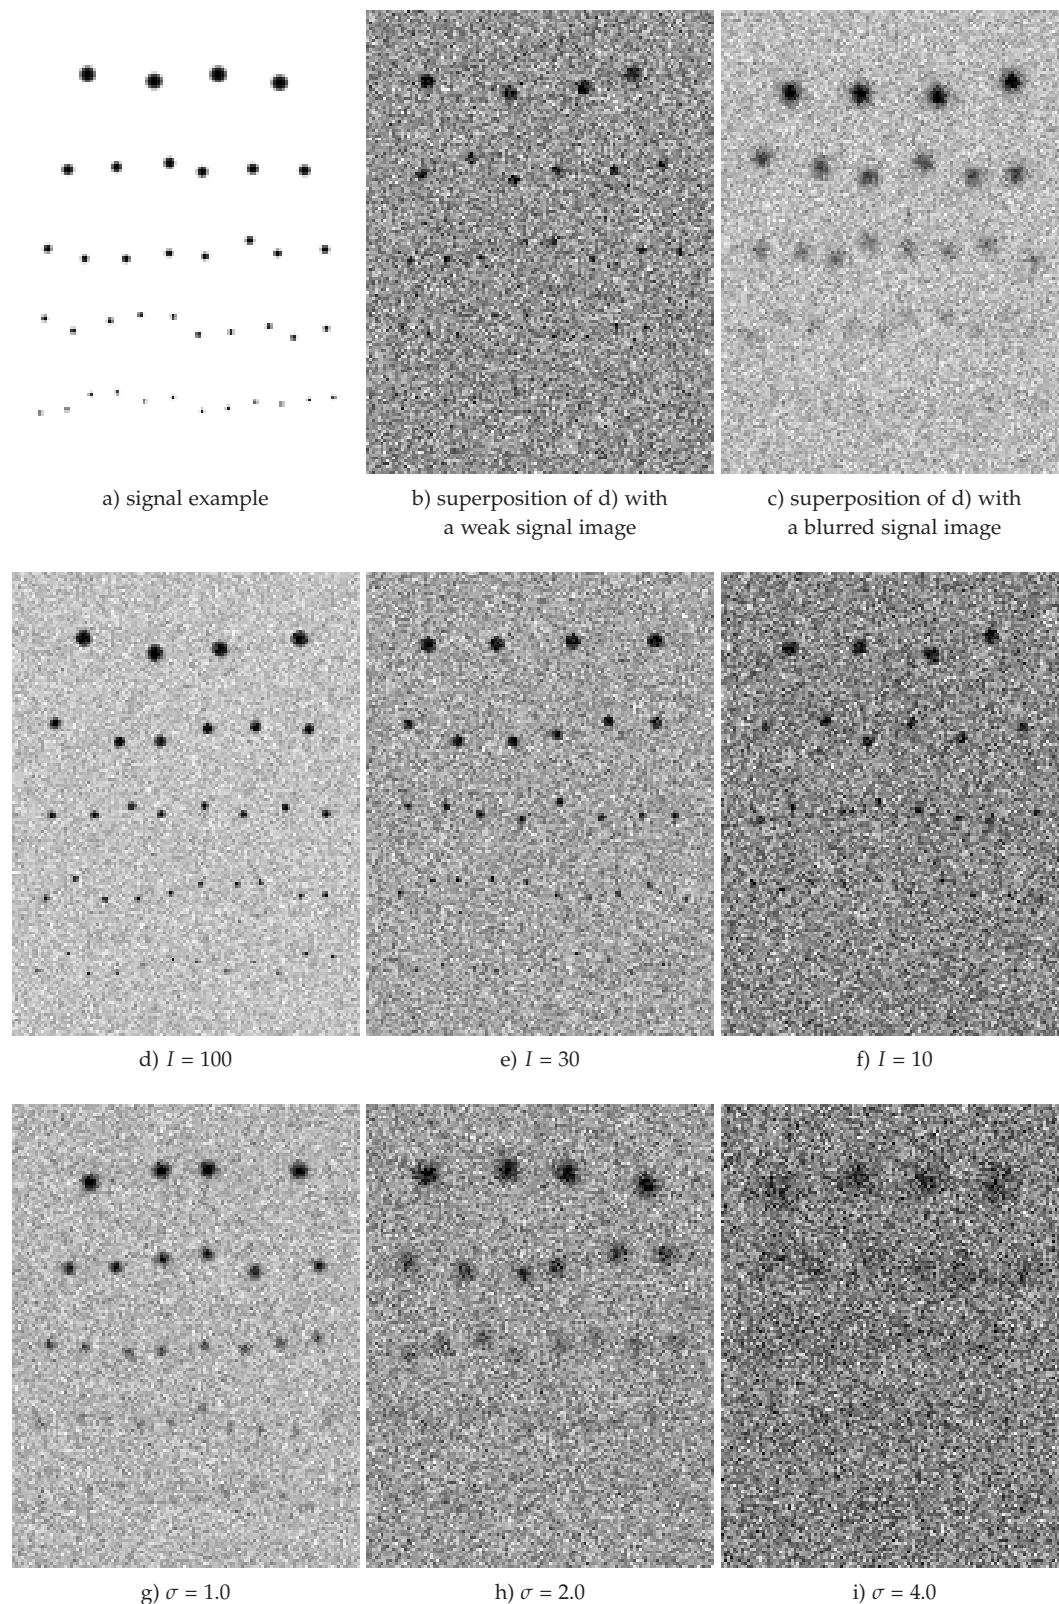 a) signal example
b) superposition of d) with
a weak signal image
c) superposition of d) with
a blurred signal image
d) I = 100
e) I = 30
f) I = 10
g) σ = 1.0
h) σ = 2.0
i) σ = 4.0